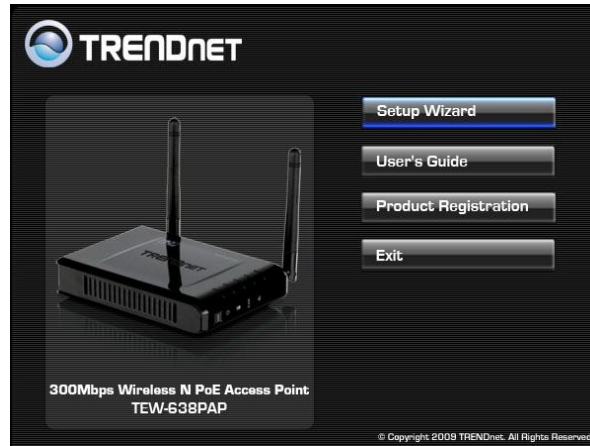 TRENDNET
Setup Wizard
User's Guide
Product Registration
Exit
TRENDNET
300Mbps Wireless N PoE Access Point
TEW-638PAP
© Copyright 2009 TRENDnet. All Rights Reserved